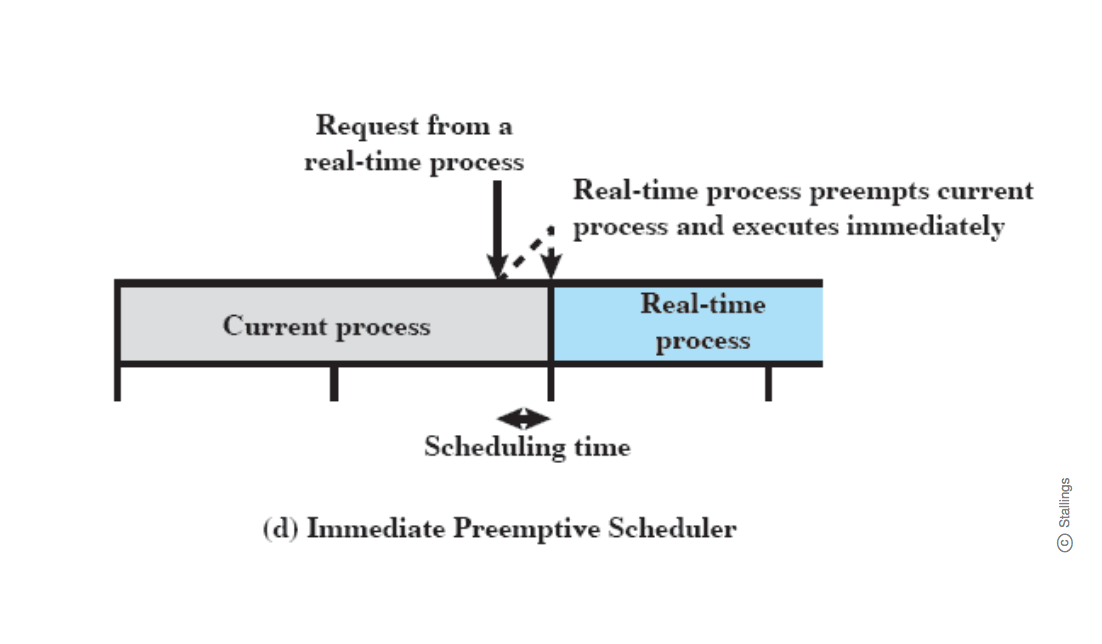 Request from a
real-time process
Real-time process preempts current
process and executes immediately
Current process
Real-time
process
Scheduling time
(d) Immediate Preemptive Scheduler
© Stallings